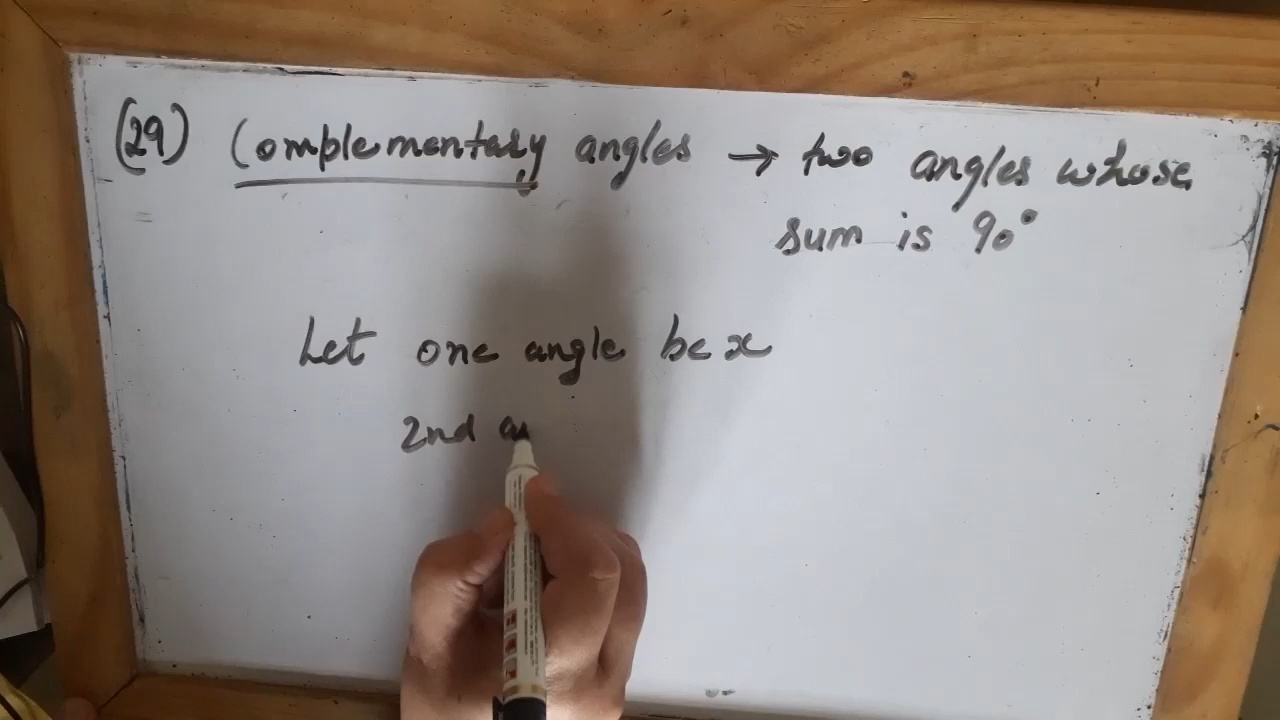 (29) Complementary angles → two angles whose
sum is 90°
Let one angle be x
2nd